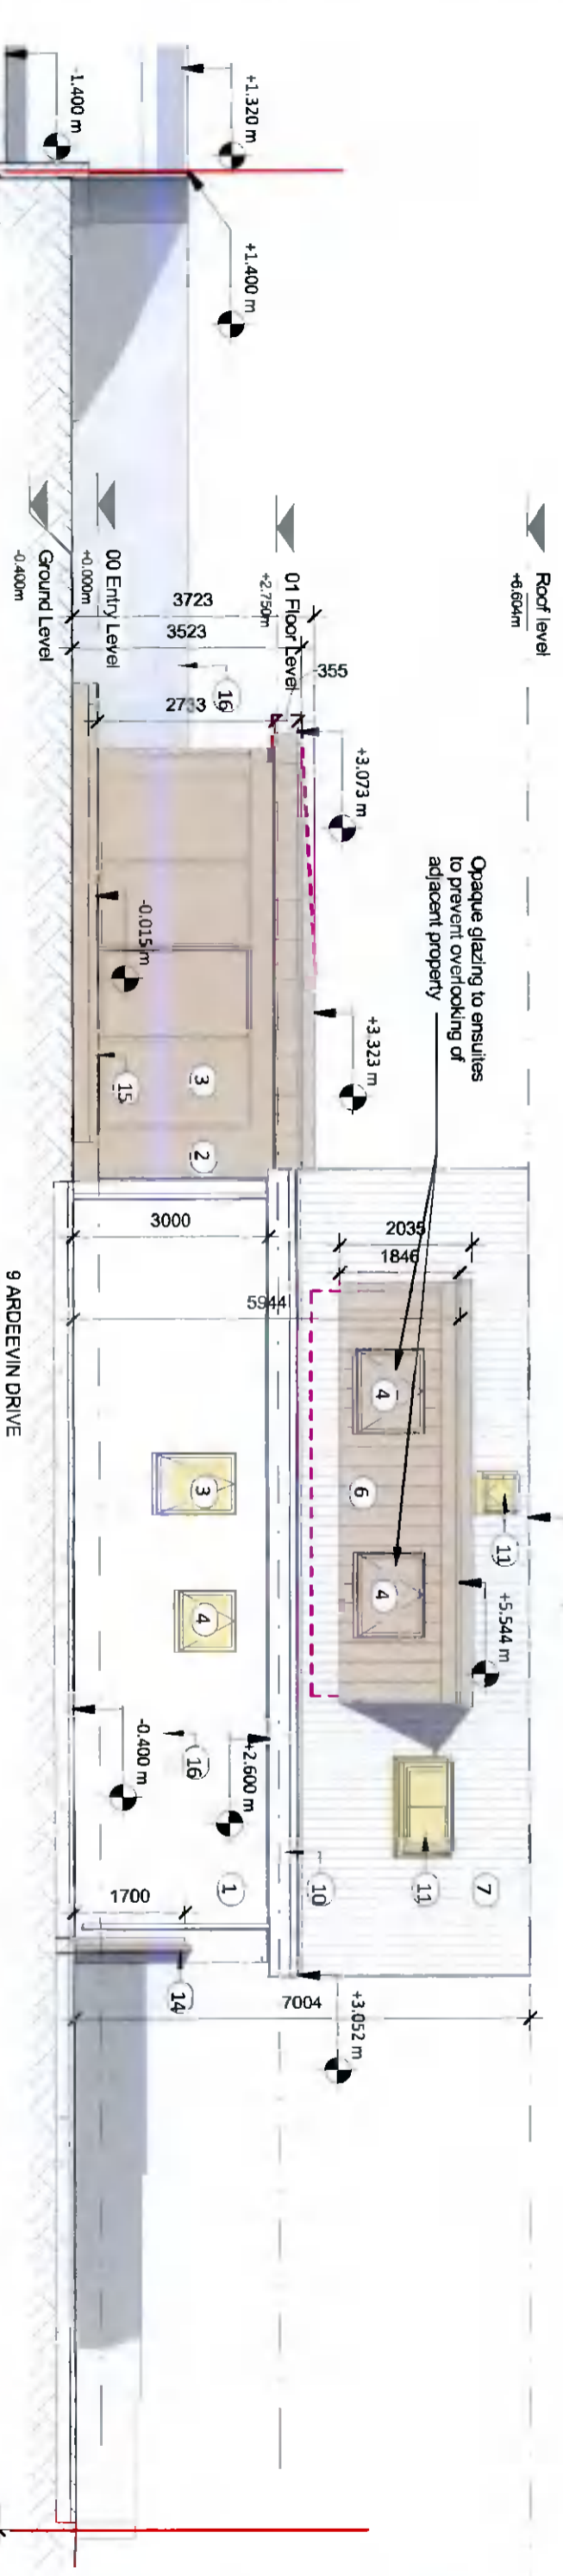 -1.400 m
+1.320 m
+1.400 m
Roof level
+6.604m
01 Floor Level
+2.750m
00 Entry Level
+0.000m
Ground Level
-0.400m
3723
3523
2733
355
16
+3.073 m
+3.323 m
-0.015 m
15
3
2
Opaque glazing to ensuites
to prevent overlooking of
adjacent property
3000
2035
1846
5944
4
6
4
11
+5.544 m
3
4
9 ARDEEVIN DRIVE
-0.400 m
16
+2.600 m
1
10
11
7
1700
14
7004
+3.052 m